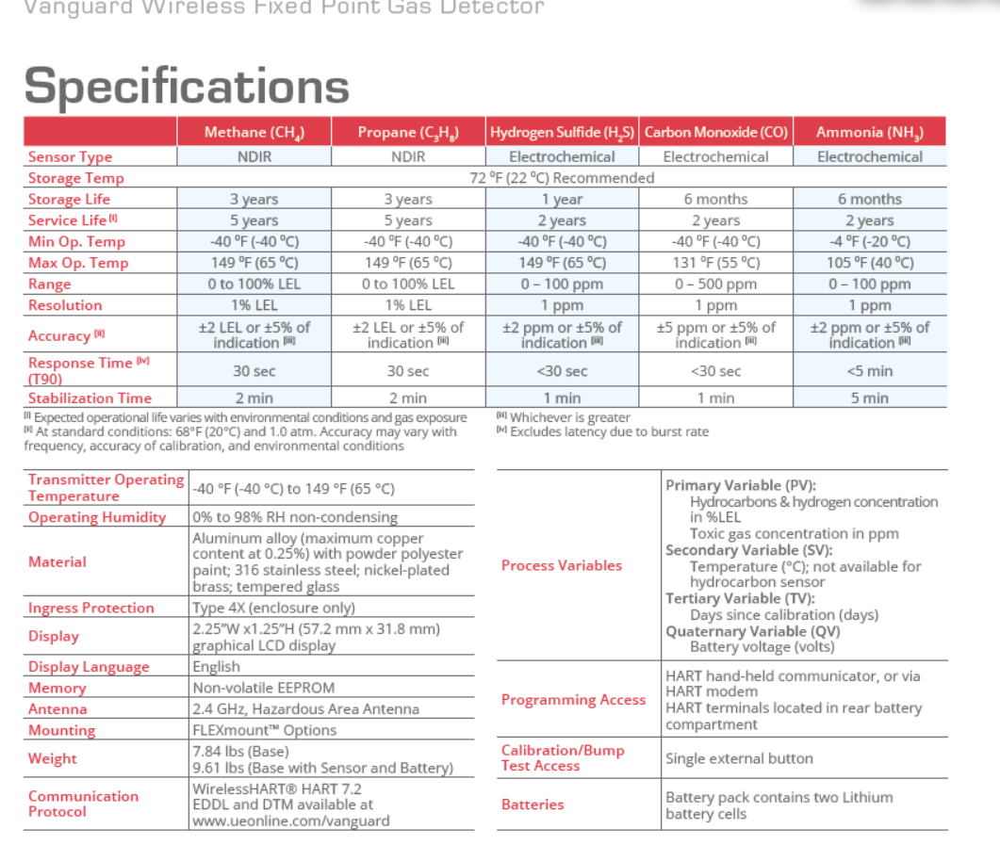 Vanguard Wireless Fixed Point Gas Detector
Specifications
Methane (CH₄) Propane (C₃H₈) Hydrogen Sulfide (H₂S) Carbon Monoxide (CO) Ammonia (NH₃)
Sensor Type NDIR NDIR Electrochemical Electrochemical Electrochemical
Storage Temp 72 ºF (22 ºC) Recommended
Storage Life 3 years 3 years 1 year 6 months 6 months
Service Life [i] 5 years 5 years 2 years 2 years 2 years
Min Op. Temp -40 ºF (-40 ºC) -40 ºF (-40 ºC) -40 ºF (-40 ºC) -40 ºF (-40 ºC) -4 ºF (-20 ºC)
Max Op. Temp 149 ºF (65 ºC) 149 ºF (65 ºC) 149 ºF (65 ºC) 131 ºF (55 ºC) 105 ºF (40 ºC)
Range 0 to 100% LEL 0 to 100% LEL 0 – 100 ppm 0 – 500 ppm 0 – 100 ppm
Resolution 1% LEL 1% LEL 1 ppm 1 ppm 1 ppm
Accuracy [ii] ±2 LEL or ±5% of indication [iii] ±2 LEL or ±5% of indication [iii] ±2 ppm or ±5% of indication [iii] ±5 ppm or ±5% of indication [iii] ±2 ppm or ±5% of indication [iii]
Response Time [iv] (T90) 30 sec 30 sec <30 sec <30 sec <5 min
Stabilization Time 2 min 2 min 1 min 1 min 5 min
[i] Expected operational life varies with environmental conditions and gas exposure
[ii] At standard conditions: 68°F (20°C) and 1.0 atm. Accuracy may vary with
frequency, accuracy of calibration, and environmental conditions
[iii] Whichever is greater
[iv] Excludes latency due to burst rate
Transmitter Operating
Temperature
-40 °F (-40 °C) to 149 °F (65 °C)
Operating Humidity 0% to 98% RH non-condensing
Material
Aluminum alloy (maximum copper
content at 0.25%) with powder polyester
paint; 316 stainless steel; nickel-plated
brass; tempered glass
Ingress Protection Type 4X (enclosure only)
Display
2.25”W x1.25”H (57.2 mm x 31.8 mm)
graphical LCD display
Display Language English
Memory Non-volatile EEPROM
Antenna 2.4 GHz, Hazardous Area Antenna
Mounting FLEXmount™ Options
Weight
7.84 lbs (Base)
9.61 lbs (Base with Sensor and Battery)
Communication
Protocol
WirelessHART® HART 7.2
EDDL and DTM available at
www.ueonline.com/vanguard
Process Variables
Primary Variable (PV):
Hydrocarbons & hydrogen concentration
in %LEL
Toxic gas concentration in ppm
Secondary Variable (SV):
Temperature (°C); not available for
hydrocarbon sensor
Tertiary Variable (TV):
Days since calibration (days)
Quaternary Variable (QV)
Battery voltage (volts)
Programming Access
HART hand-held communicator, or via
HART modem
HART terminals located in rear battery
compartment
Calibration/Bump
Test Access
Single external button
Batteries
Battery pack contains two Lithium
battery cells